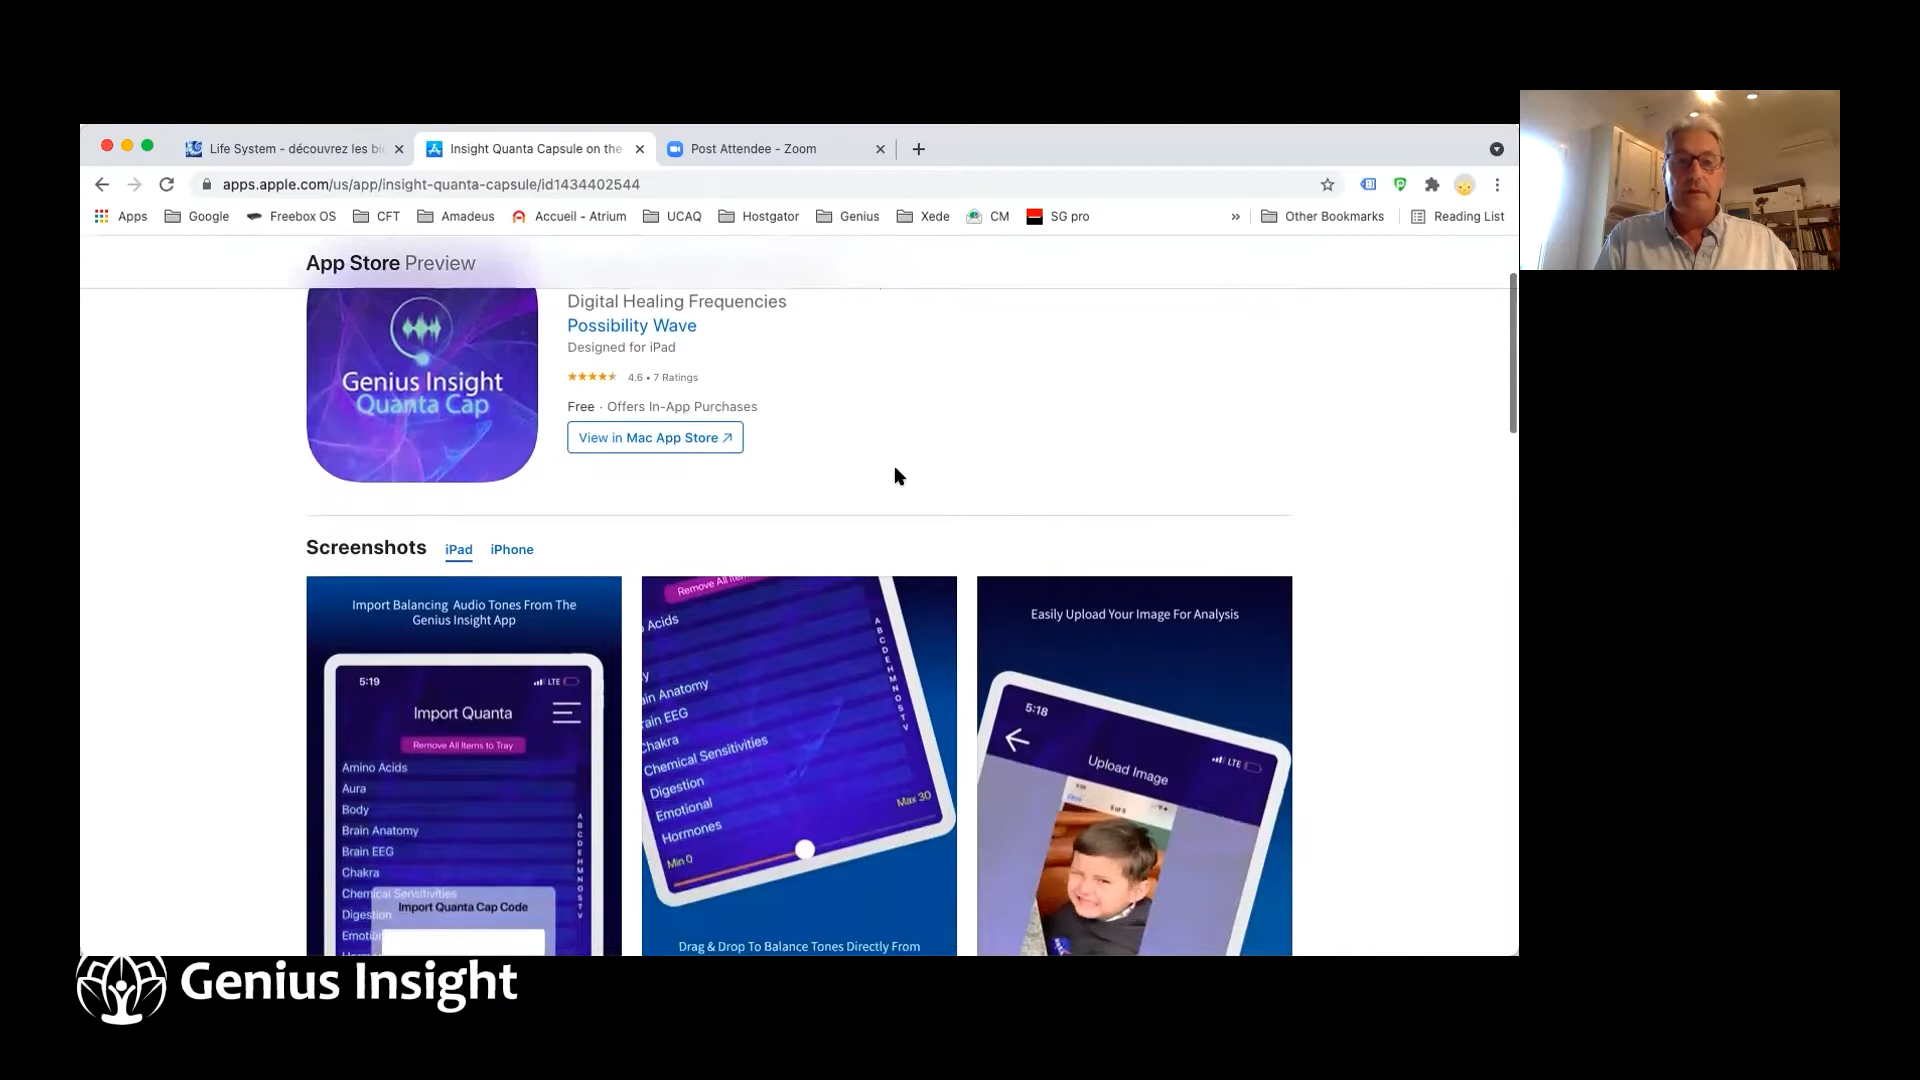 Life System - découvrez les bi
Insight Quanta Capsule on the
Post Attendee - Zoom
apps.apple.com/us/app/insight-quanta-capsule/id1434402544
Apps
Google
Freebox OS
CFT
Amadeus
Accueil - Atrium
UCAQ
Hostgator
Genius
Xede
CM
SG pro
»
Other Bookmarks
Reading List
App Store Preview
Genius Insight
Quanta Cap
Digital Healing Frequencies
Possibility Wave
Designed for iPad
4.6 • 7 Ratings
Free · Offers In-App Purchases
View in Mac App Store
Screenshots
iPad
iPhone
Import Balancing Audio Tones From The
Genius Insight App
5:19
LTE
Import Quanta
Remove All Items to Tray
Amino Acids
Aura
Body
Brain Anatomy
Brain EEG
Chakra
Chemical Sensitivities
Digestion
Import Quanta Cap Code
A
B
C
D
E
H
M
N
O
S
T
V
Remove All
Acids
Anatomy
EEG
Chakra
Chemical Sensitivities
Digestion
Emotional
Hormones
Min 0
Max 30
A
B
C
D
E
H
M
N
O
S
T
V
Drag & Drop To Balance Tones Directly From
Easily Upload Your Image For Analysis
5:18
LTE
Upload Image
Genius Insight